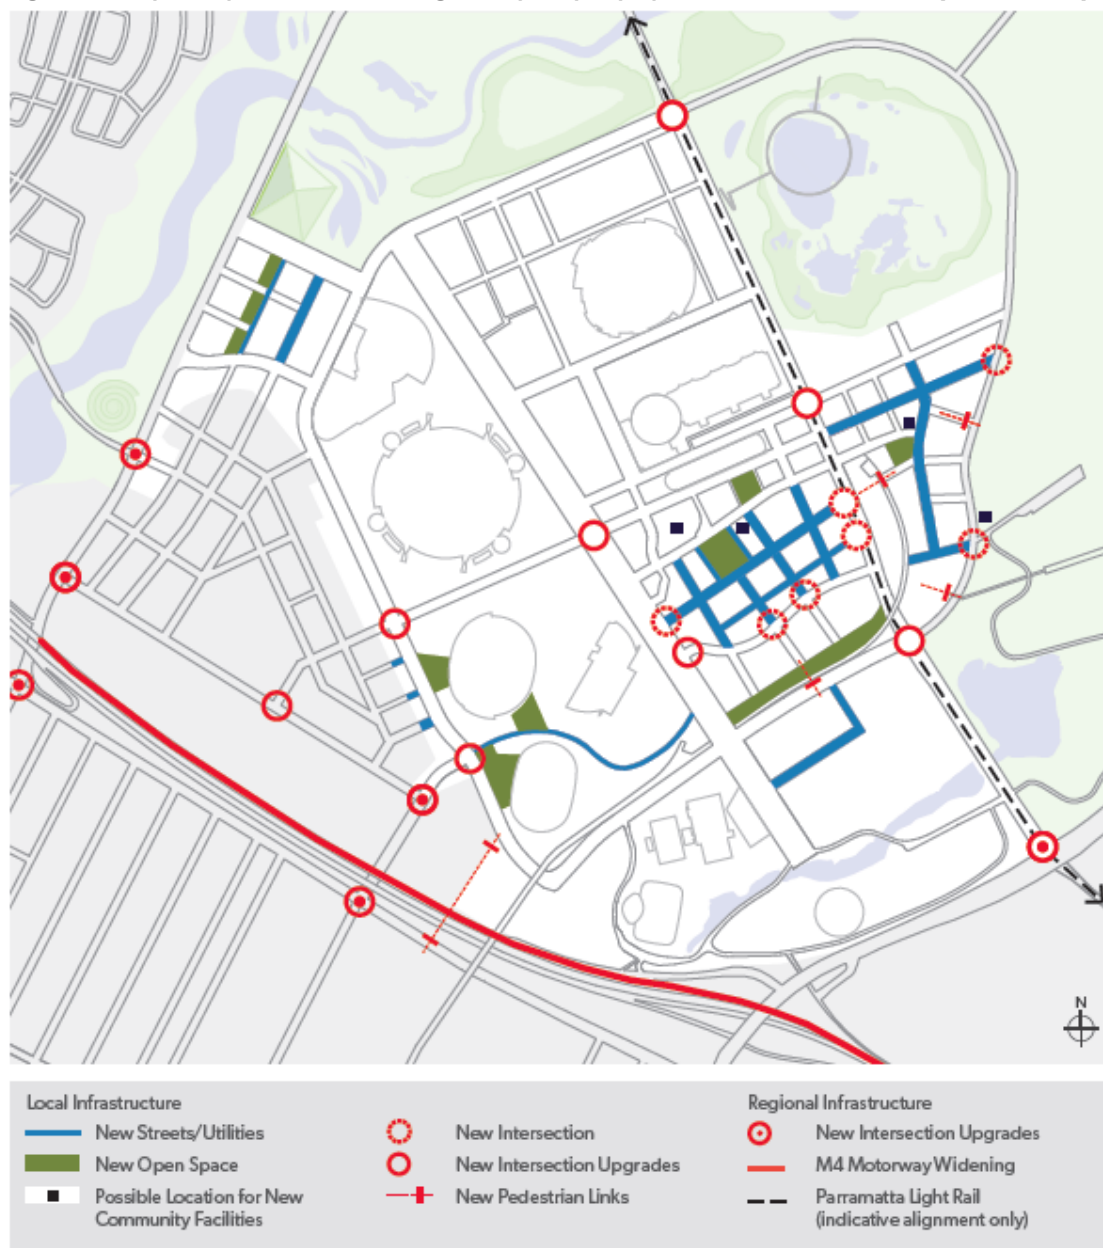 N
Local Infrastructure
New Streets/Utilities
New Open Space
Possible Location for New
Community Facilities
New Intersection
New Intersection Upgrades
New Pedestrian Links
Regional Infrastructure
New Intersection Upgrades
M4 Motorway Widening
Parramatta Light Rail
(indicative alignment only)